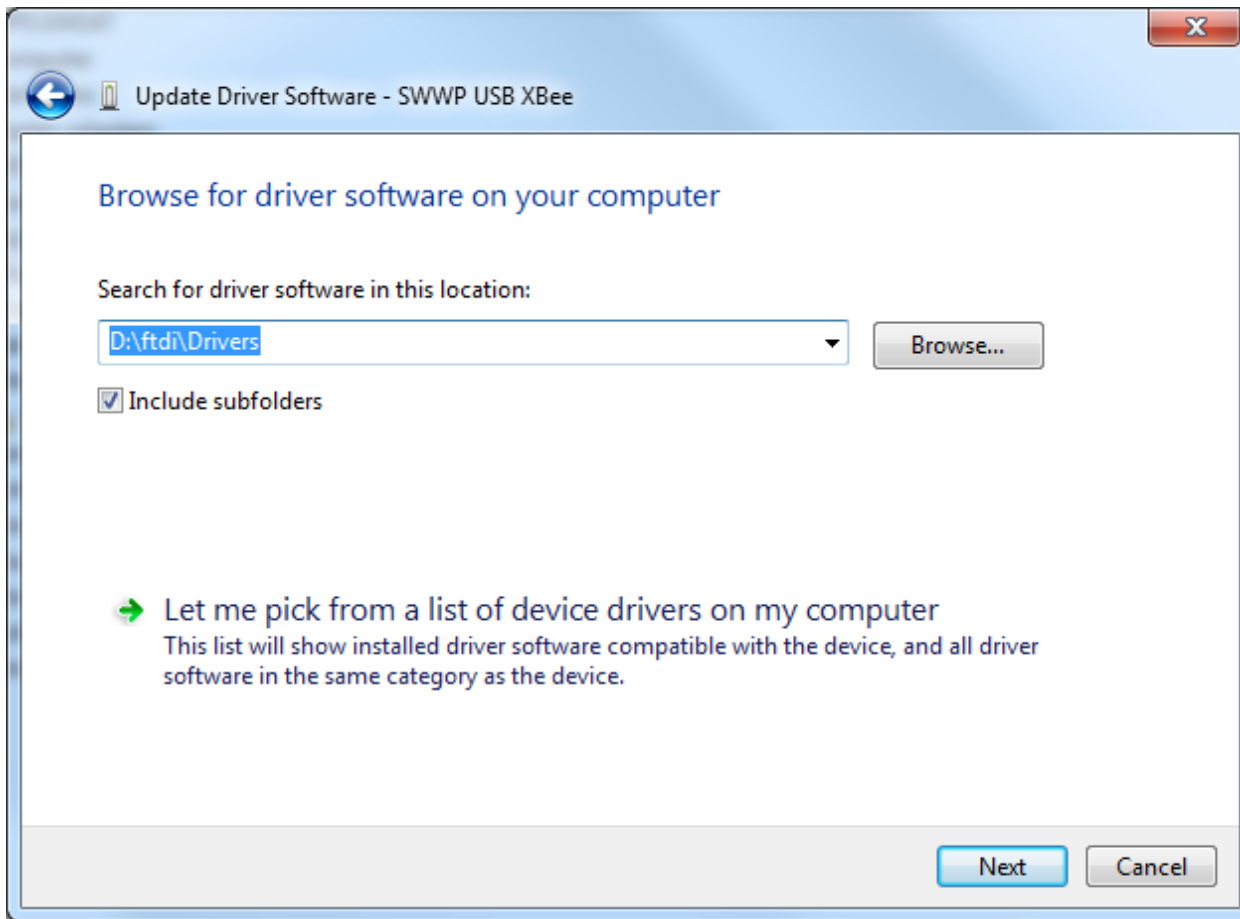 Update Driver Software - SWWP USB XBee
Browse for driver software on your computer
Search for driver software in this location:
D:\ftdi\Drivers
Browse...
Include subfolders
Let me pick from a list of device drivers on my computer
This list will show installed driver software compatible with the device, and all driver
software in the same category as the device.
Next
Cancel